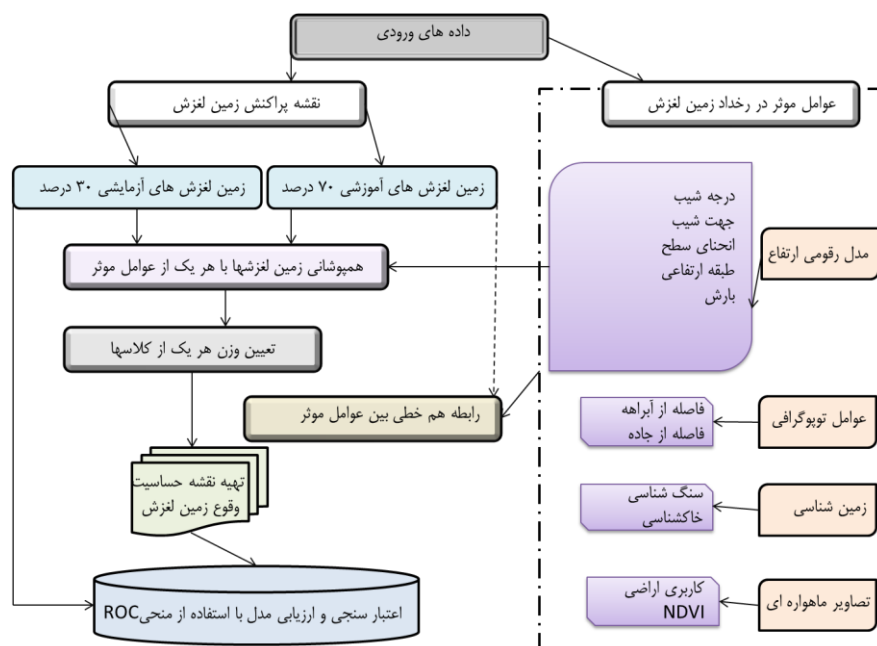 داده های ورودی
نقشه پراکنش زمین لغزش
عوامل موثر در رخداد زمین لغزش
زمین لغزش های آموزشی ۷۰ درصد
زمین لغزش های آزمایشی ۳۰ درصد
درجه شیب
جهت شیب
انحنای سطح
طبقه ارتفاعی
بارش
مدل رقومی ارتفاع
همپوشانی زمین لغزشها با هر یک از عوامل موثر
تعیین وزن هر یک از کلاسها
رابطه هم خطی بین عوامل موثر
فاصله از آبراهه
فاصله از جاده
عوامل توپوگرافی
تهیه نقشه حساسیت
وقوع زمین لغزش
سنگ شناسی
خاکشناسی
زمین شناسی
اعتبار سنجی و ارزیابی مدل با استفاده از منحیROC
کاربری اراضی
NDVI
تصاویر ماهواره ای